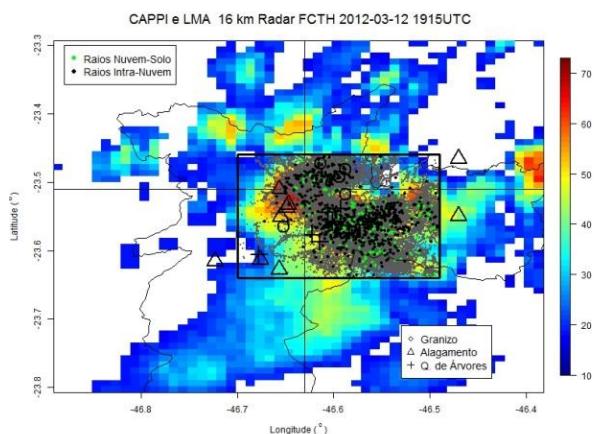 CAPPI e LMA 16 km Radar FCTH 2012-03-12 1915UTC
Raios Nuvem-Solo
Raios Intra-Nuvem
Granizo
Alagamento
Q. de Árvores
Latitude (°)
-23.3
-23.4
-23.5
-23.6
-23.7
-23.8
-46.8 -46.7 -46.6 -46.5 -46.4
Longitude (°)
70
60
50
40
30
20
10